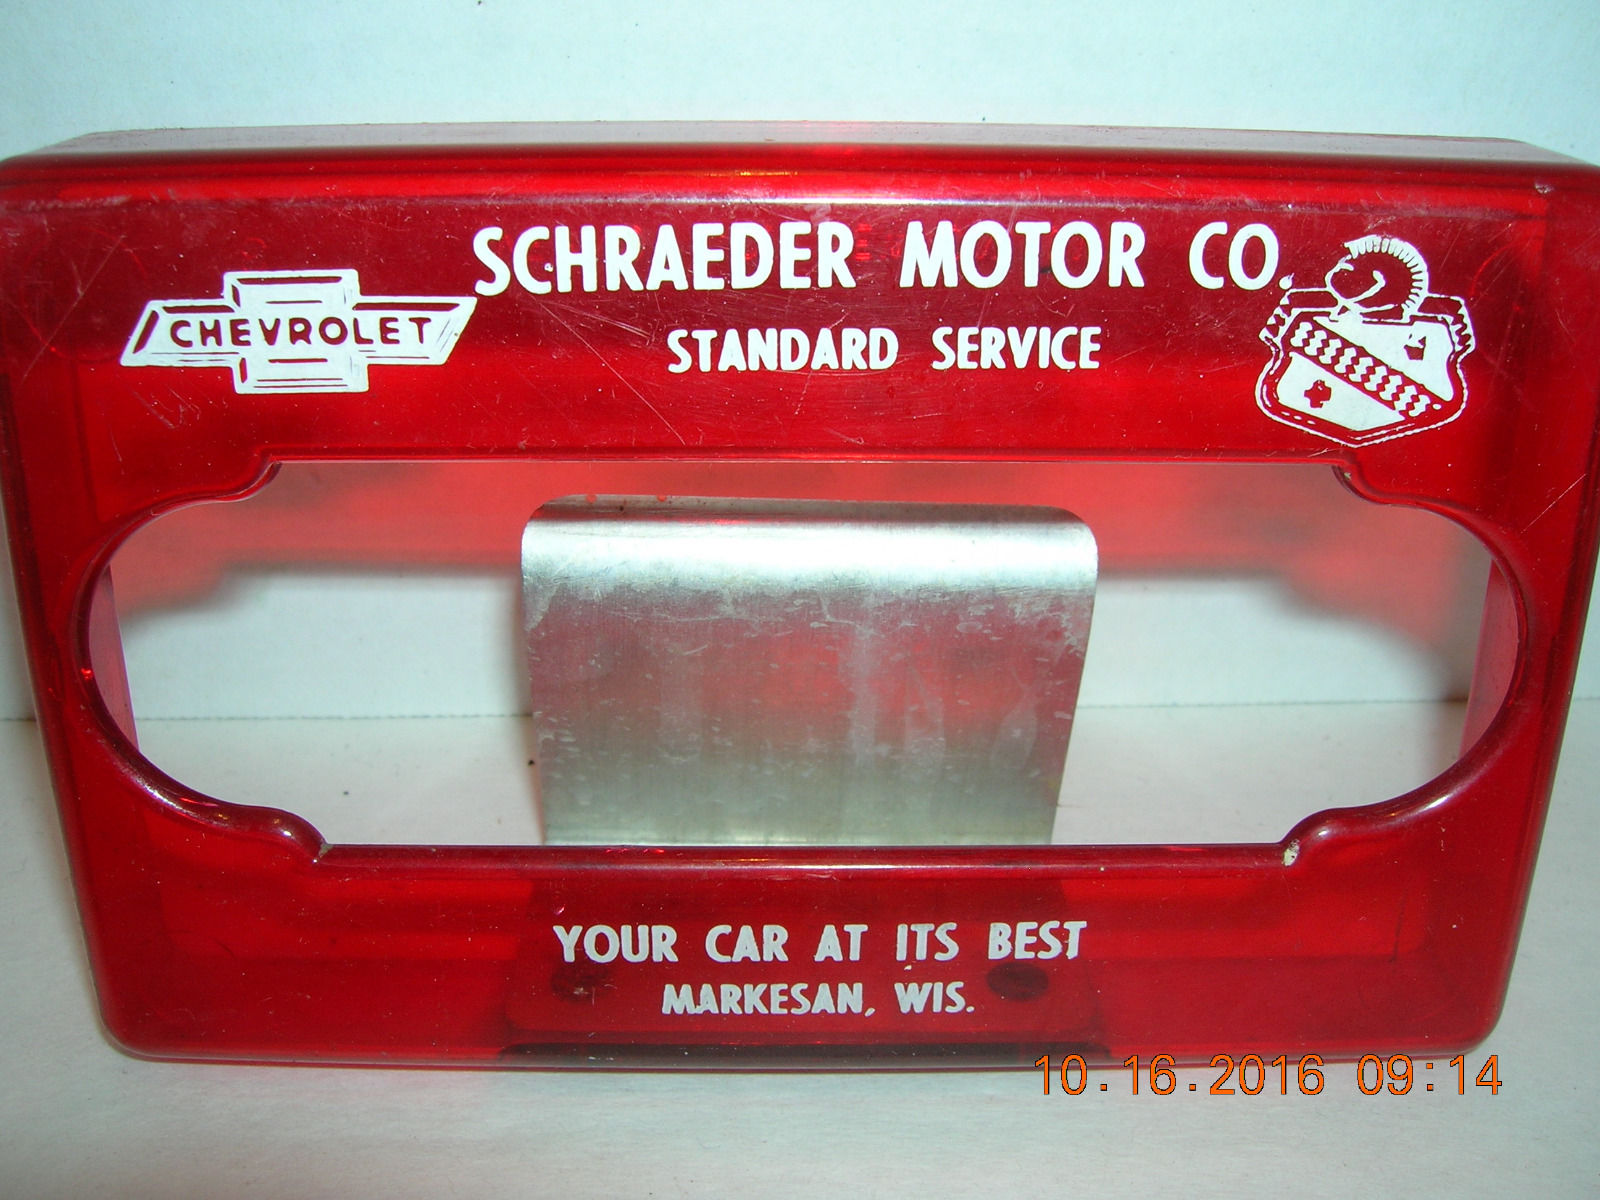 SCHRAEDER MOTOR CO.
CHEVROLET
STANDARD SERVICE
YOUR CAR AT ITS BEST
MARKESAN, WIS.
10.16.2016 09:14